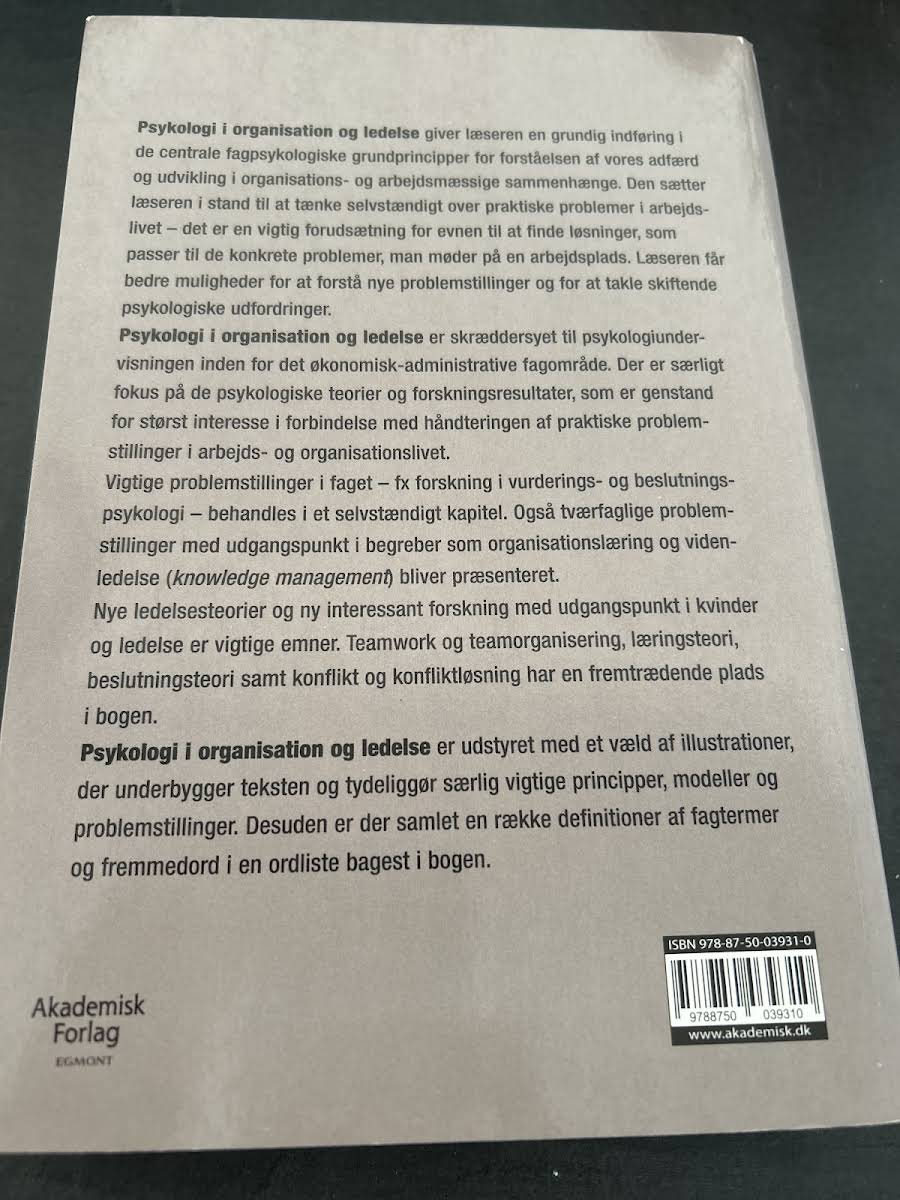 Psykologi i organisation og ledelse giver læseren en grundig indføring i
de centrale fagpsykologiske grundprincipper for forståelsen af vores adfærd
og udvikling i organisations- og arbejdsmæssige sammenhænge. Den sætter
læseren i stand til at tænke selvstændigt over praktiske problemer i arbejds-
livet – det er en vigtig forudsætning for evnen til at finde løsninger, som
passer til de konkrete problemer, man møder på en arbejdsplads. Læseren får
bedre muligheder for at forstå nye problemstillinger og for at takle skiftende
psykologiske udfordringer.
Psykologi i organisation og ledelse er skræddersyet til psykologiunder-
visningen inden for det økonomisk-administrative fagområde. Der er særligt
fokus på de psykologiske teorier og forskningsresultater, som er genstand
for størst interesse i forbindelse med håndteringen af praktiske problem-
stillinger i arbejds- og organisationslivet.
Vigtige problemstillinger i faget – fx forskning i vurderings- og beslutnings-
psykologi – behandles i et selvstændigt kapitel. Også tværfaglige problem-
stillinger med udgangspunkt i begreber som organisationslæring og viden-
ledelse (knowledge management) bliver præsenteret.
Nye ledelsesteorier og ny interessant forskning med udgangspunkt i kvinder
og ledelse er vigtige emner. Teamwork og teamorganisering, læringsteori,
beslutningsteori samt konflikt og konfliktløsning har en fremtrædende plads
i bogen.
Psykologi i organisation og ledelse er udstyret med et væld af illustrationer,
der underbygger teksten og tydeliggør særlig vigtige principper, modeller og
problemstillinger. Desuden er der samlet en række definitioner af fagtermer
og fremmedord i en ordliste bagest i bogen.
ISBN 978-87-50-03931-0
9788750 039310
www.akademisk.dk
Akademisk
Forlag
EGMONT